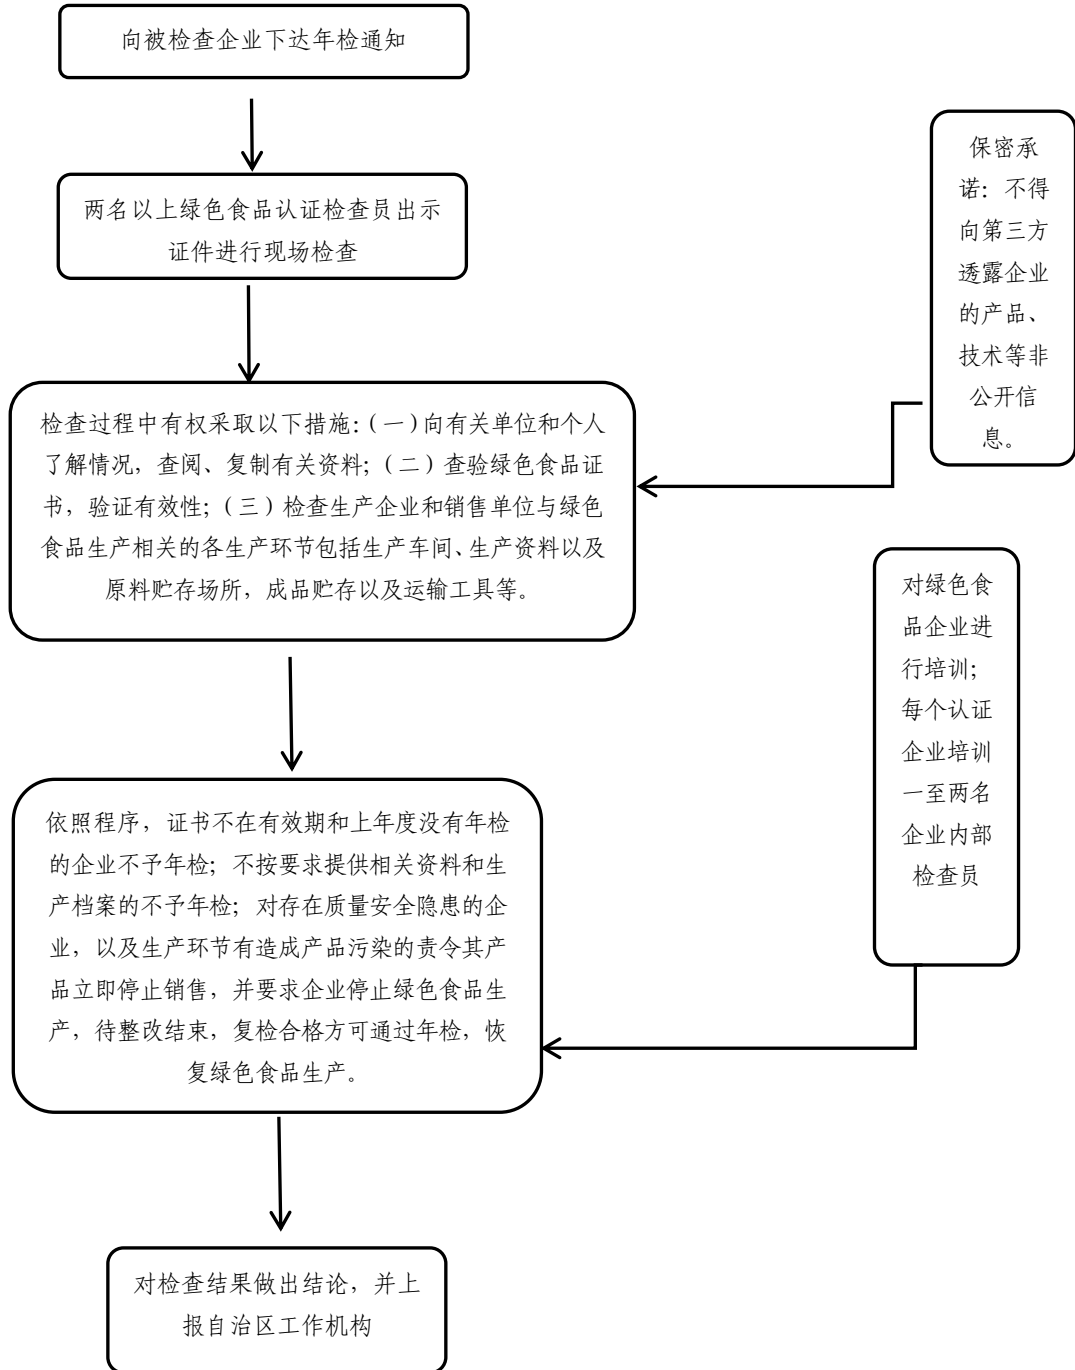 向被检查企业下达年检通知
两名以上绿色食品认证检查员出示
证件进行现场检查
保密承
诺：不得
向第三方
透露企业
的产品、
技术等非
公开信
息。
检查过程中有权采取以下措施：（一）向有关单位和个人
了解情况，查阅、复制有关资料；（二）查验绿色食品证
书，验证有效性；（三）检查生产企业和销售单位与绿色
食品生产相关的各生产环节包括生产车间、生产资料以及
原料贮存场所，成品贮存以及运输工具等。
对绿色食
品企业进
行培训；
每个认证
企业培训
一至两名
企业内部
检查员
依照程序，证书不在有效期和上年度没有年检
的企业不予年检；不按要求提供相关资料和生
产档案的不予年检；对存在质量安全隐患的企
业，以及生产环节有造成产品污染的责令其产
品立即停止销售，并要求企业停止绿色食品生
产，待整改结束，复检合格方可通过年检，恢
复绿色食品生产。
对检查结果做出结论，并上
报自治区工作机构